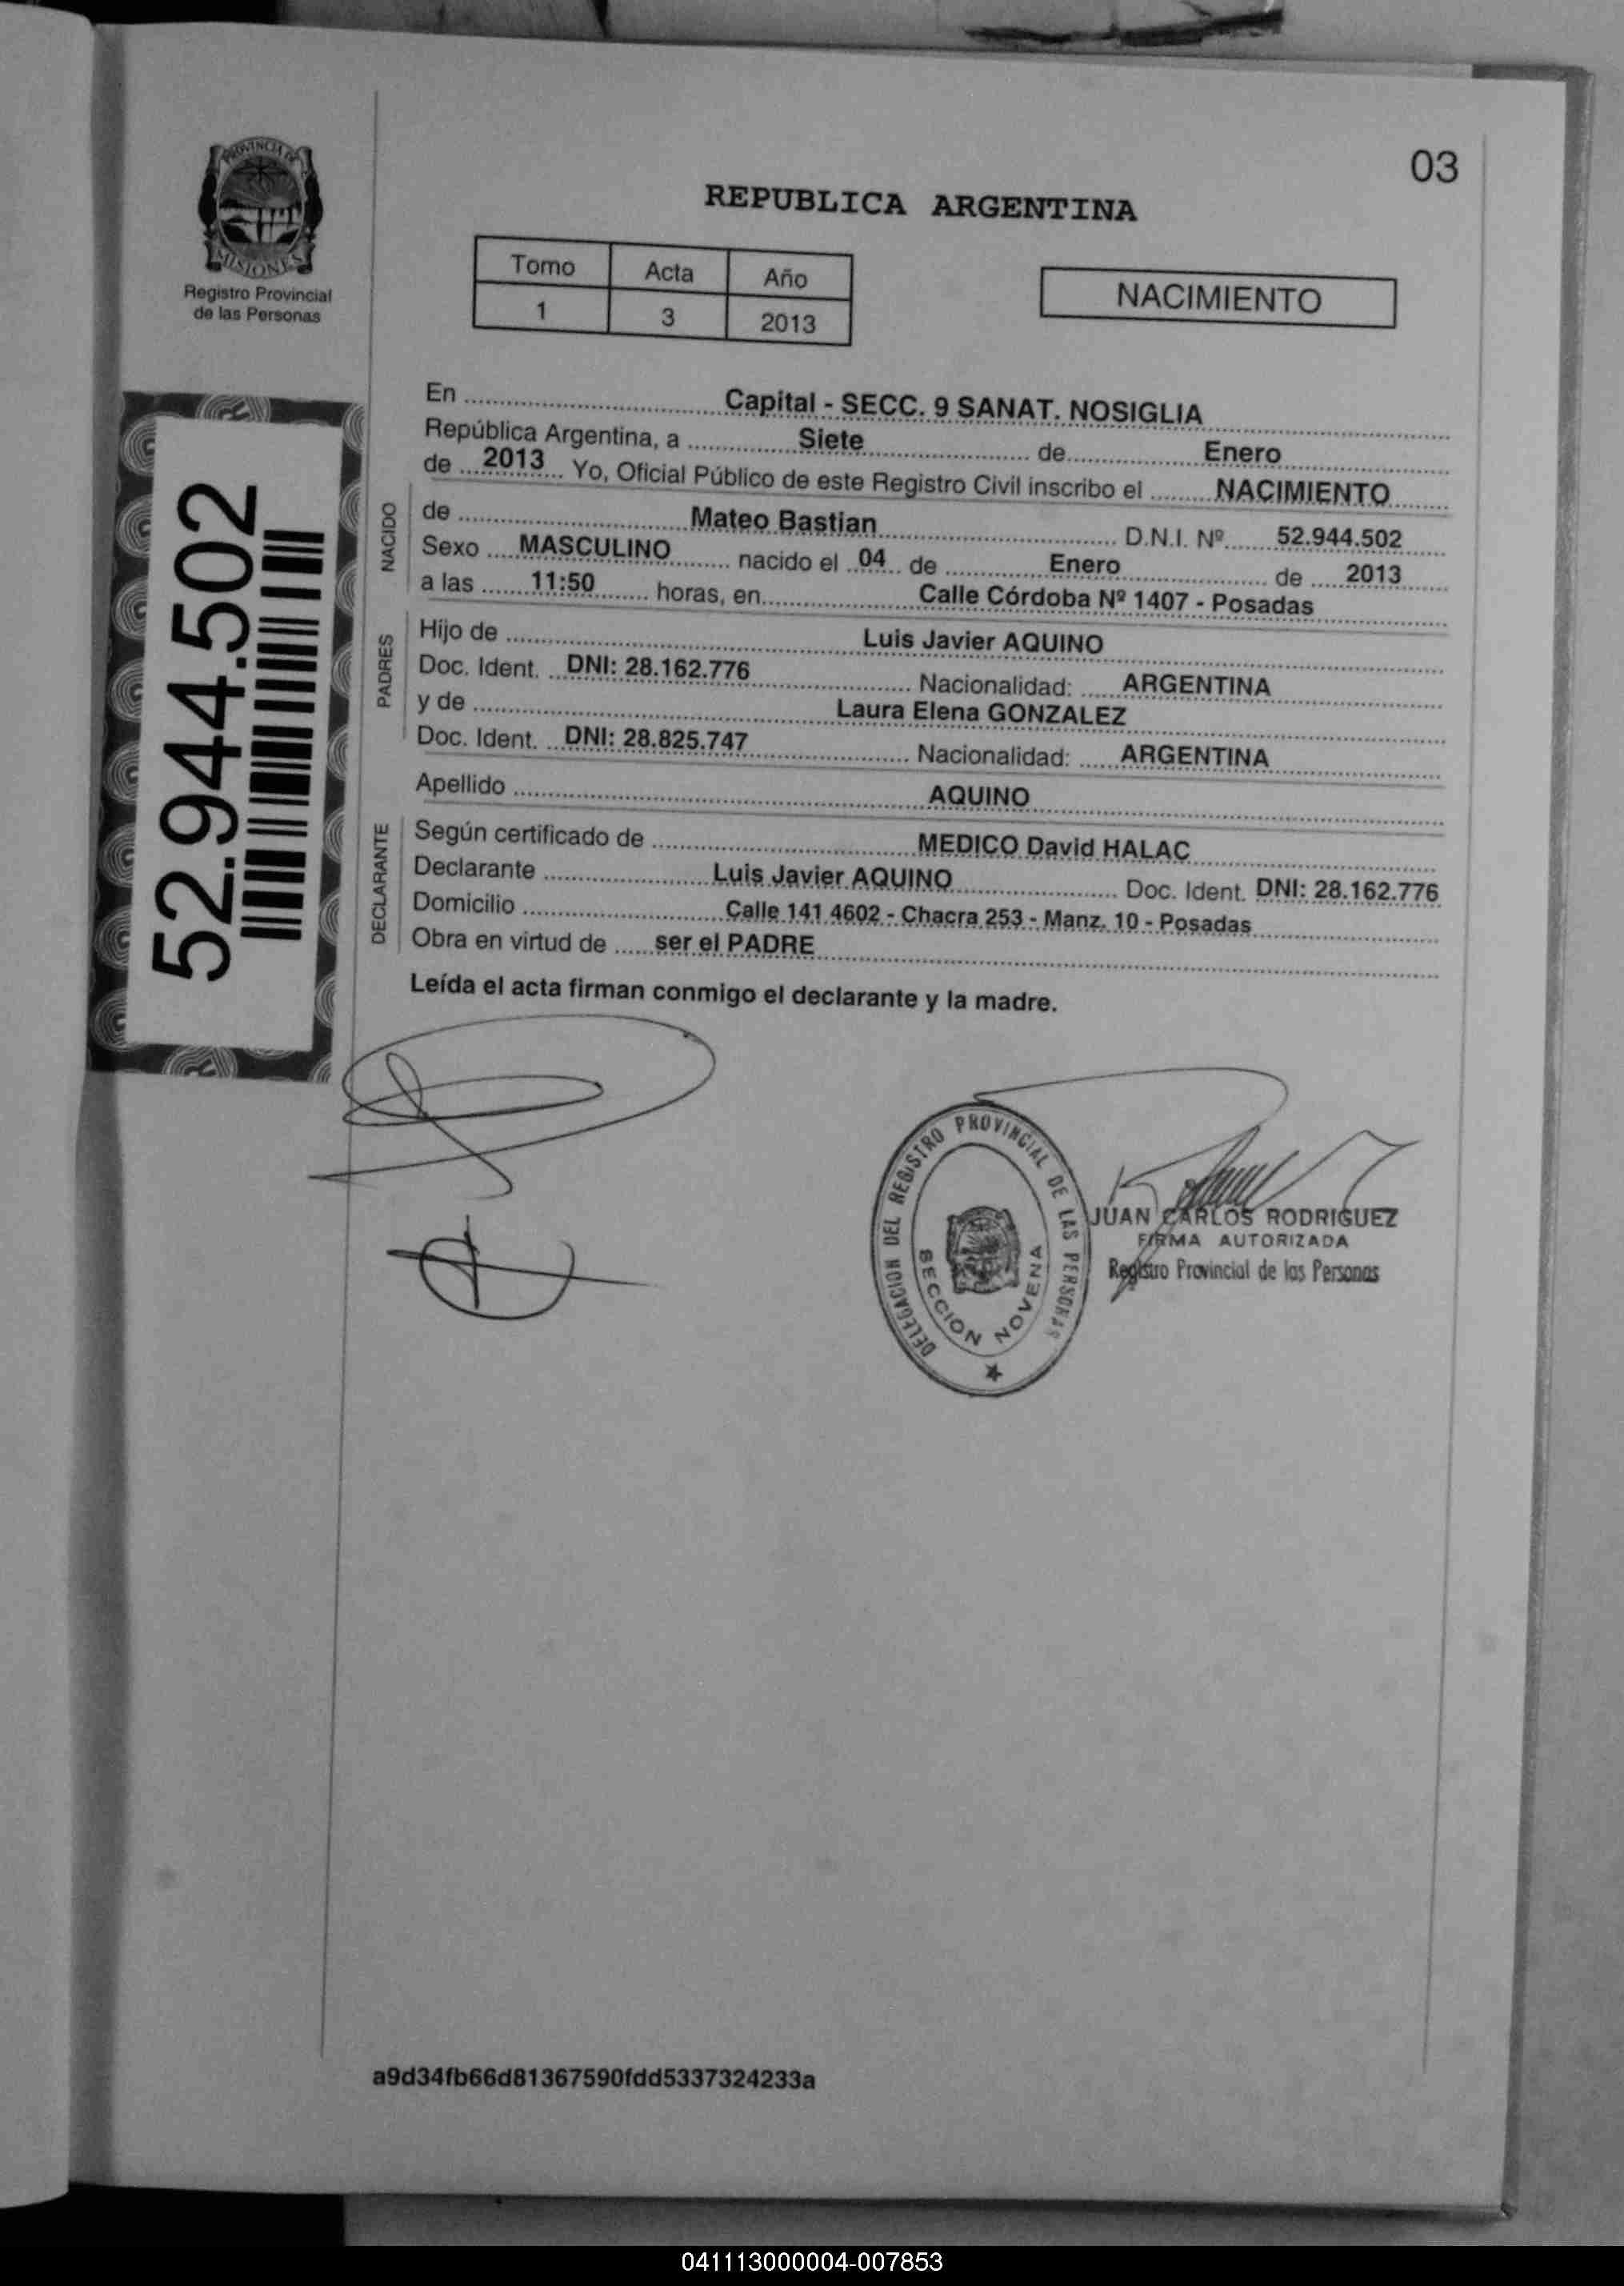 03
PROVINCIA DE
MISIONES
Registro Provincial
de las Personas
REPUBLICA ARGENTINA
Tomo Acta Año
1 3 2013
NACIMIENTO
52.944.502
En Capital - SECC. 9 SANAT. NOSIGLIA
República Argentina, a Siete de Enero
de 2013 Yo, Oficial Público de este Registro Civil inscribo el NACIMIENTO
NACIDO
de Mateo Bastian D.N.I. Nº 52.944.502
Sexo MASCULINO nacido el 04 de Enero de 2013
a las 11:50 horas, en Calle Córdoba Nº 1407 - Posadas
PADRES
Hijo de Luis Javier AQUINO
Doc. Ident. DNI: 28.162.776 Nacionalidad: ARGENTINA
y de Laura Elena GONZALEZ
Doc. Ident. DNI: 28.825.747 Nacionalidad: ARGENTINA
Apellido AQUINO
DECLARANTE
Según certificado de MEDICO David HALAC
Declarante Luis Javier AQUINO Doc. Ident. DNI: 28.162.776
Domicilio Calle 141 4602 - Chacra 253 - Manz. 10 - Posadas
Obra en virtud de ser el PADRE
Leída el acta firman conmigo el declarante y la madre.
DELEGACION DEL REGISTRO PROVINCIAL DE LAS PERSONAS
SECCION NOVENA
JUAN CARLOS RODRIGUEZ
FIRMA AUTORIZADA
Registro Provincial de las Personas
a9d34fb66d81367590fdd5337324233a
041113000004-007853